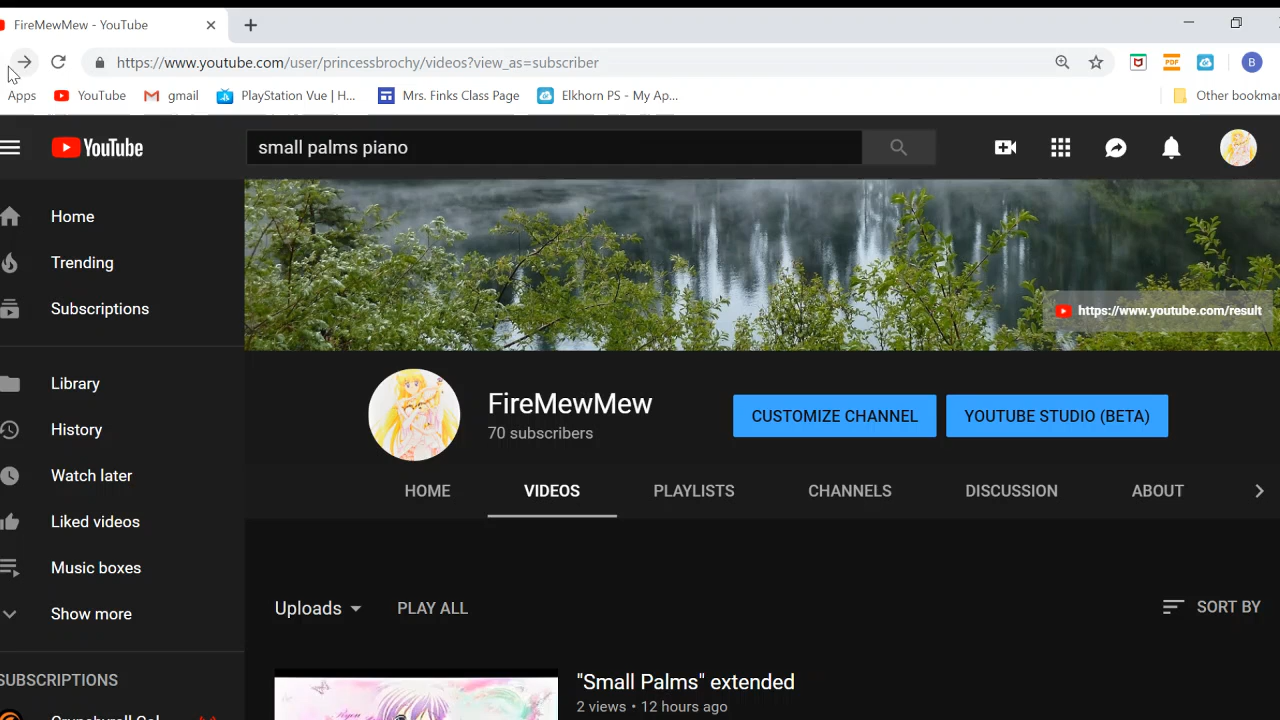 FireMewMew - YouTube
https://www.youtube.com/user/princessbrochy/videos?view_as=subscriber
PDF
B
Apps YouTube gmail PlayStation Vue | H... Mrs. Finks Class Page Elkhorn PS - My Ap... Other bookmar
YouTube
small palms piano
Home
Trending
Subscriptions
Library
History
Watch later
Liked videos
Music boxes
Show more
SUBSCRIPTIONS
https://www.youtube.com/result
FireMewMew
70 subscribers
CUSTOMIZE CHANNEL
YOUTUBE STUDIO (BETA)
HOME VIDEOS PLAYLISTS CHANNELS DISCUSSION ABOUT
Uploads PLAY ALL SORT BY
"Small Palms" extended
2 views • 12 hours ago